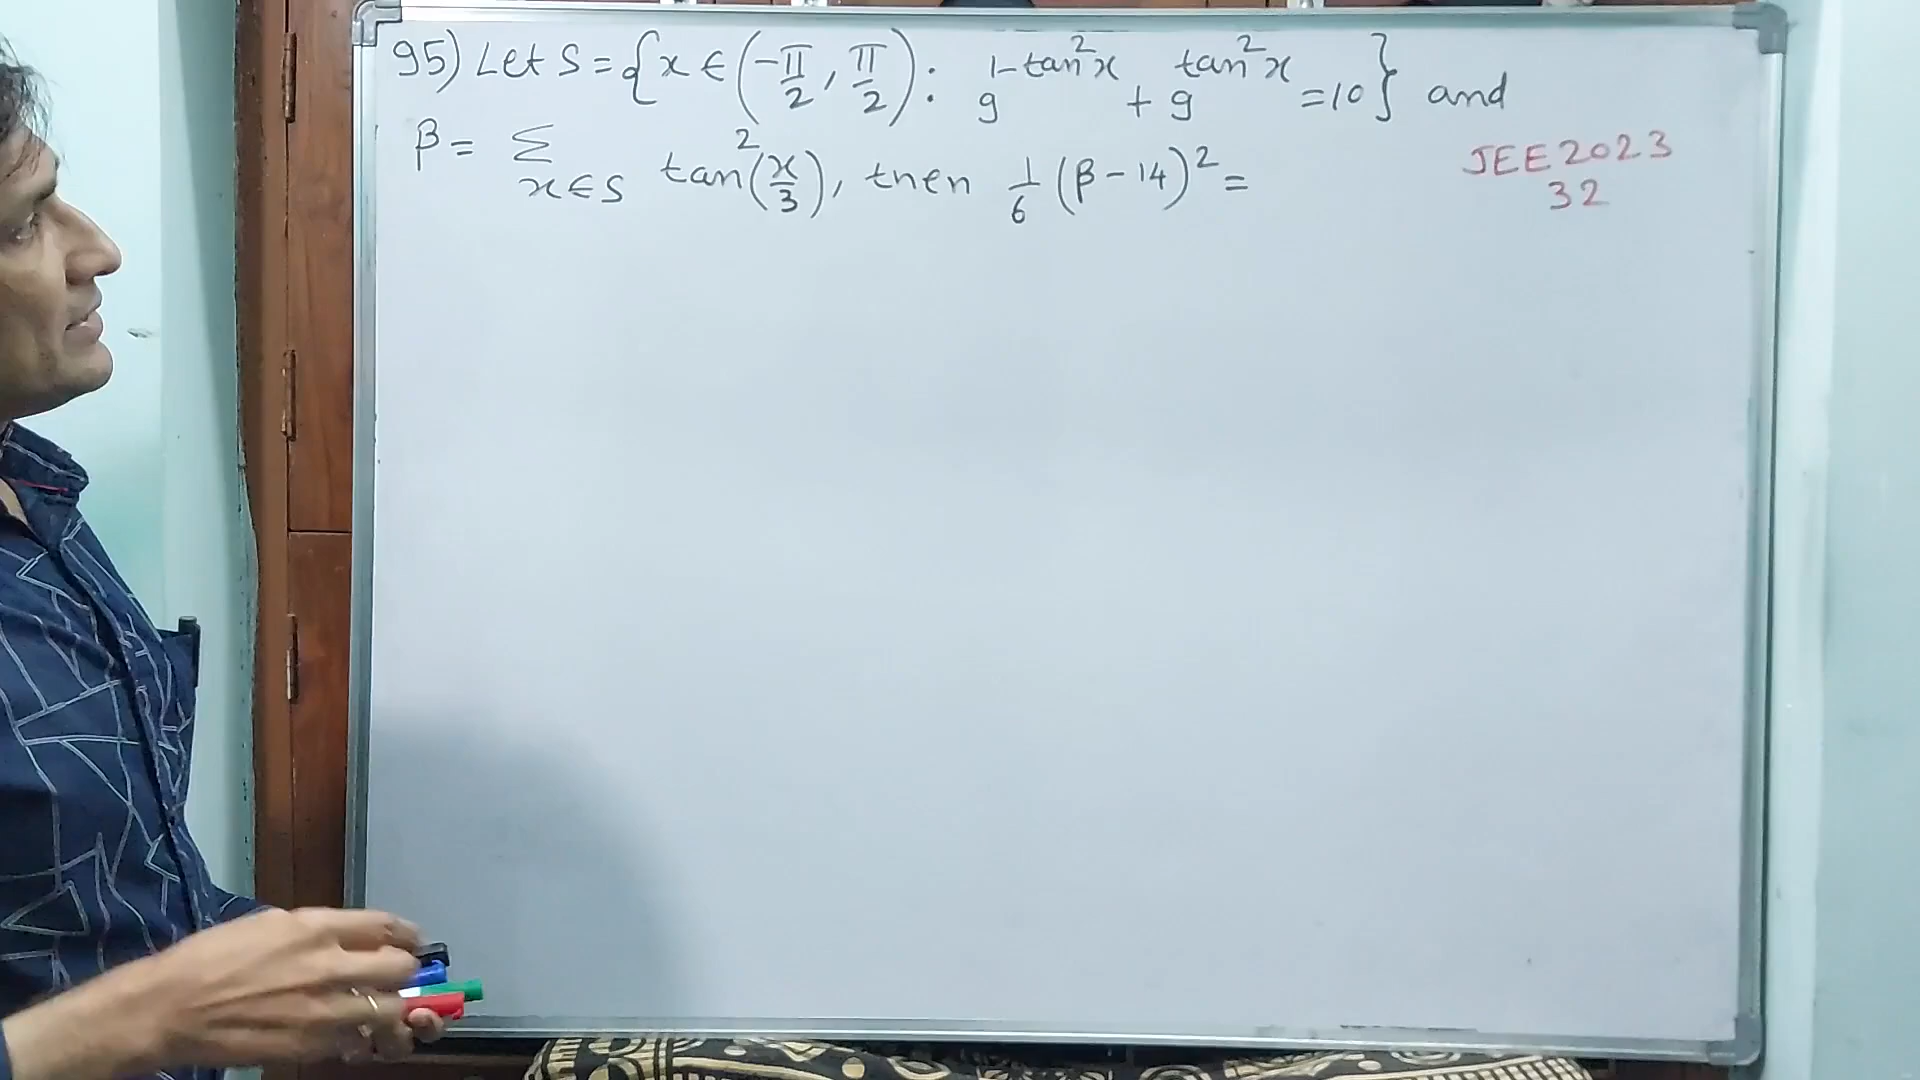 95) Let S = {x ∈ (-π/2, π/2) : 9^(1-tan²x) + 9^(tan²x) = 10} and
β = Σ_(x∈S) tan²(x/3), then 1/6 (β - 14)² =
JEE 2023
32